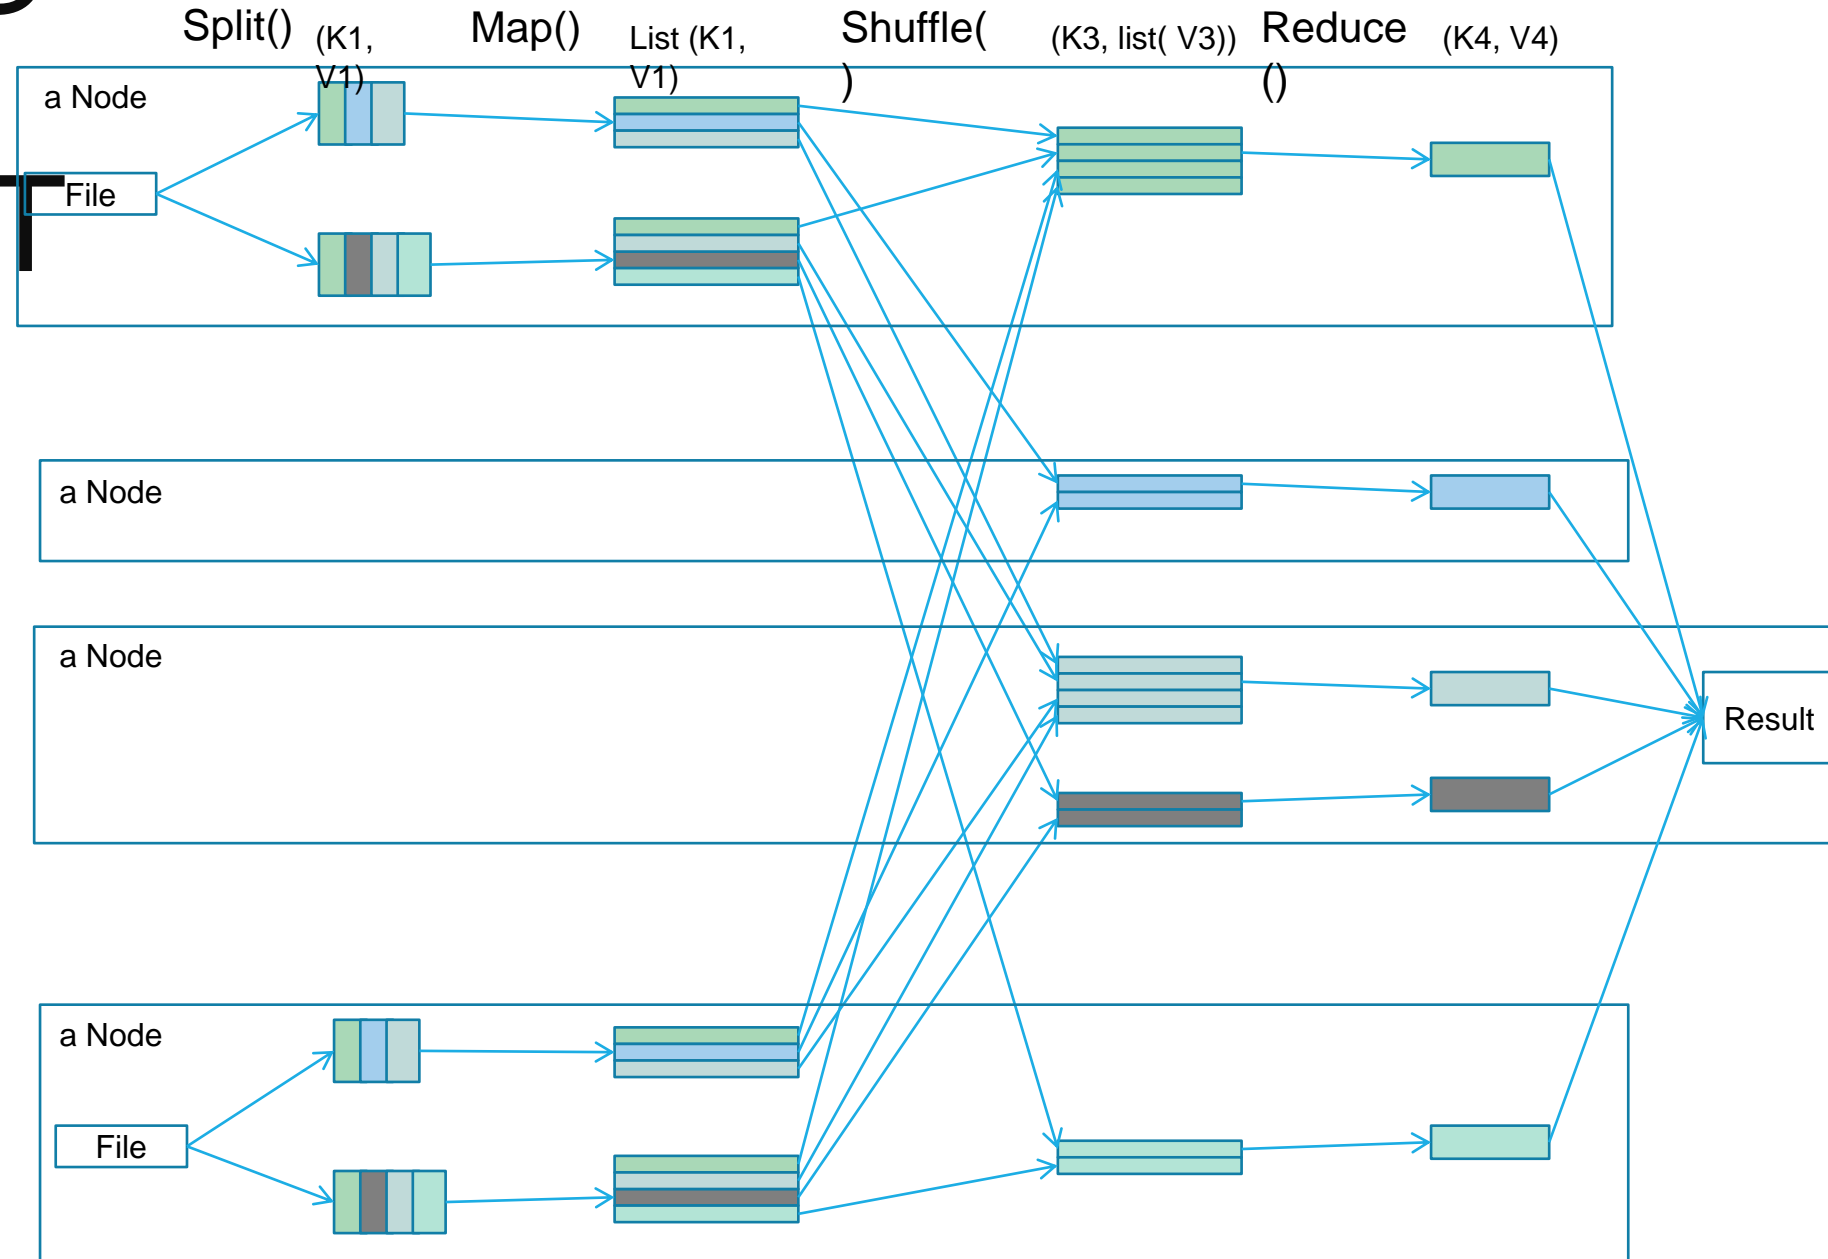 Split() (K1, Map() List (K1, Shuffle( (K3, list( V3)) Reduce (K4, V4)
V1) V1) ) ()
a Node
File
a Node
a Node
Result
a Node
File